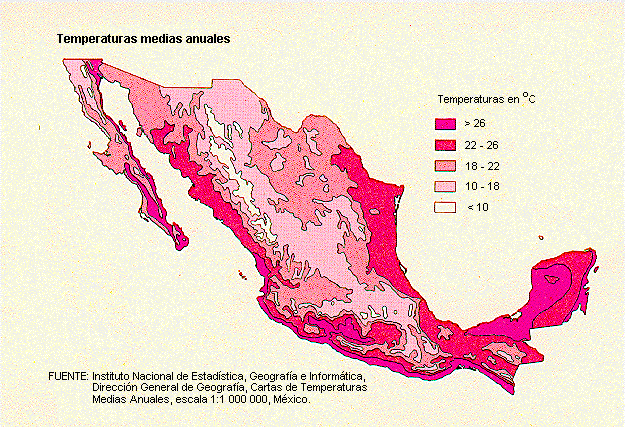 Temperaturas medias anuales
Temperaturas en °C
> 26
22 - 26
18 - 22
10 - 18
< 10
FUENTE: Instituto Nacional de Estadística, Geografía e Informática,
Dirección General de Geografía, Cartas de Temperaturas
Medias Anuales, escala 1:1 000 000, México.